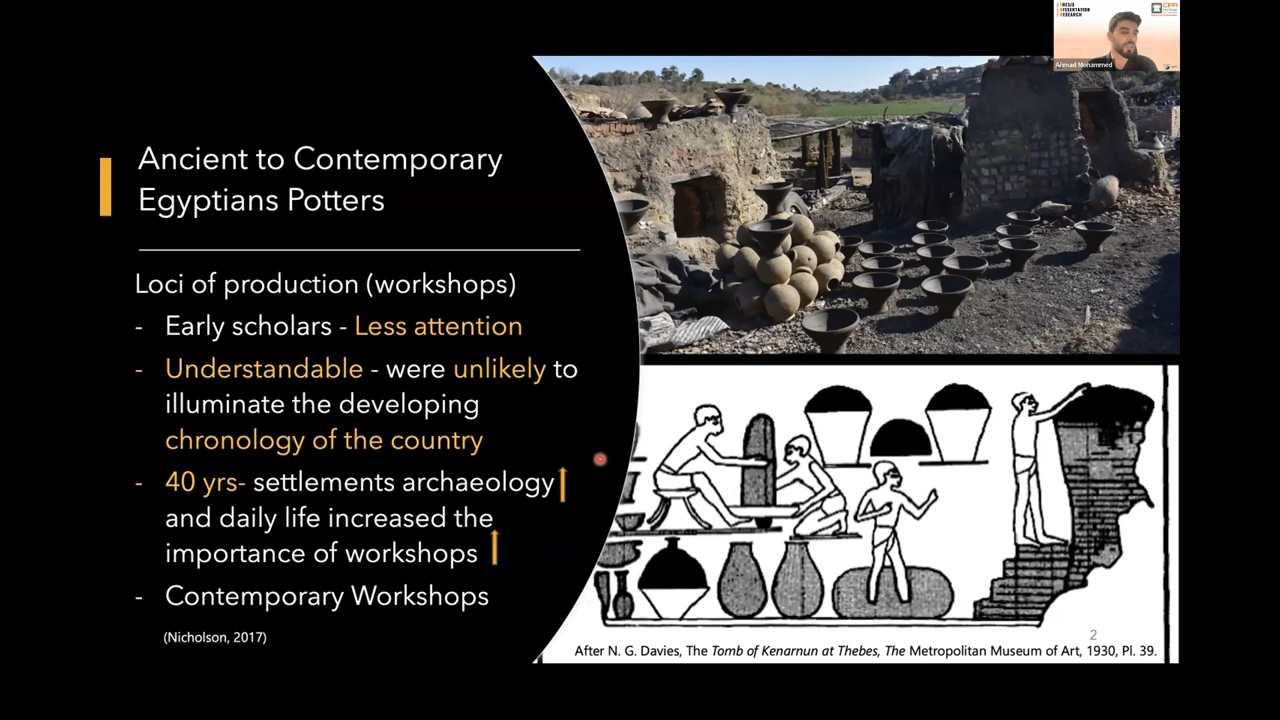 Ancient to Contemporary
Egyptians Potters
Loci of production (workshops)
- Early scholars - Less attention
- Understandable - were unlikely to
illuminate the developing
chronology of the country
- 40 yrs- settlements archaeology
and daily life increased the
importance of workshops
- Contemporary Workshops
(Nicholson, 2017)
THESIS
DISSERTATION
RESEARCH
CIPA
Ahmad Mohammed
2
After N. G. Davies, The Tomb of Kenarnun at Thebes, The Metropolitan Museum of Art, 1930, Pl. 39.